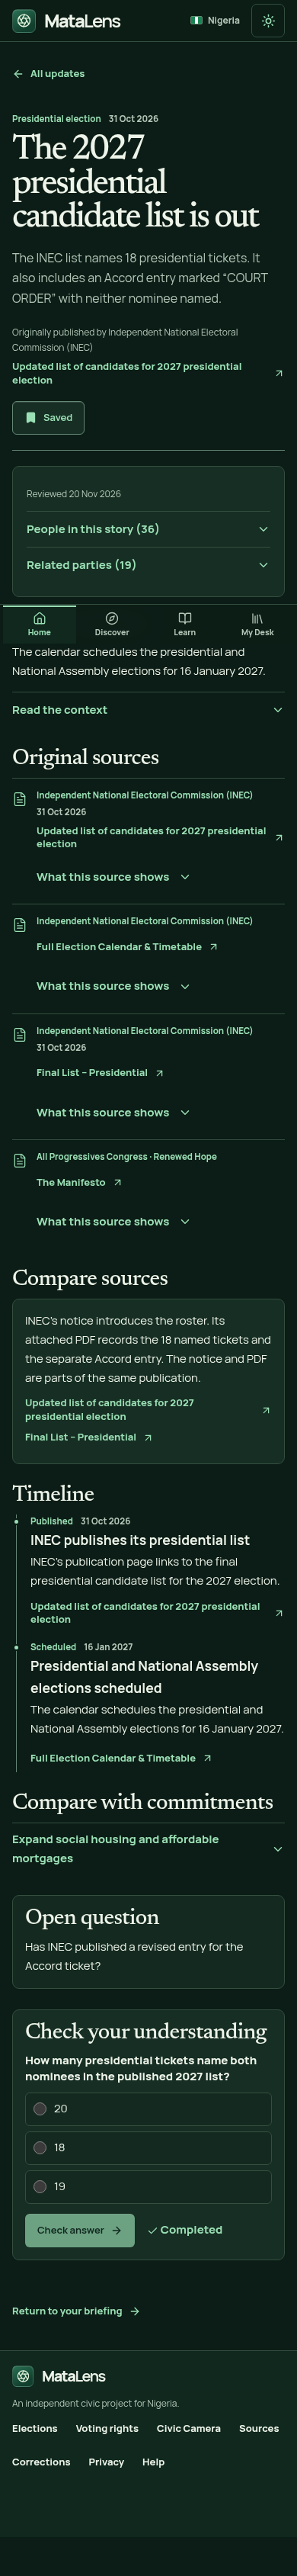 MataLens
Nigeria
All updates
Presidential election 31 Oct 2026
The 2027
presidential
candidate list is out
The INEC list names 18 presidential tickets. It
also includes an Accord entry marked “COURT
ORDER” with neither nominee named.
Originally published by Independent National Electoral
Commission (INEC)
Updated list of candidates for 2027 presidential
election
Saved
Reviewed 20 Nov 2026
People in this story (36)
Related parties (19)
Home
Discover
Learn
My Desk
The calendar schedules the presidential and
National Assembly elections for 16 January 2027.
Read the context
Original sources
Independent National Electoral Commission (INEC)
31 Oct 2026
Updated list of candidates for 2027 presidential
election
What this source shows
Independent National Electoral Commission (INEC)
Full Election Calendar & Timetable
What this source shows
Independent National Electoral Commission (INEC)
31 Oct 2026
Final List – Presidential
What this source shows
All Progressives Congress · Renewed Hope
The Manifesto
What this source shows
Compare sources
INEC’s notice introduces the roster. Its
attached PDF records the 18 named tickets and
the separate Accord entry. The notice and PDF
are parts of the same publication.
Updated list of candidates for 2027
presidential election
Final List – Presidential
Timeline
Published 31 Oct 2026
INEC publishes its presidential list
INEC’s publication page links to the final
presidential candidate list for the 2027 election.
Updated list of candidates for 2027 presidential
election
Scheduled 16 Jan 2027
Presidential and National Assembly
elections scheduled
The calendar schedules the presidential and
National Assembly elections for 16 January 2027.
Full Election Calendar & Timetable
Compare with commitments
Expand social housing and affordable
mortgages
Open question
Has INEC published a revised entry for the
Accord ticket?
Check your understanding
How many presidential tickets name both
nominees in the published 2027 list?
20
18
19
Check answer
Completed
Return to your briefing
MataLens
An independent civic project for Nigeria.
Elections Voting rights Civic Camera Sources
Corrections Privacy Help